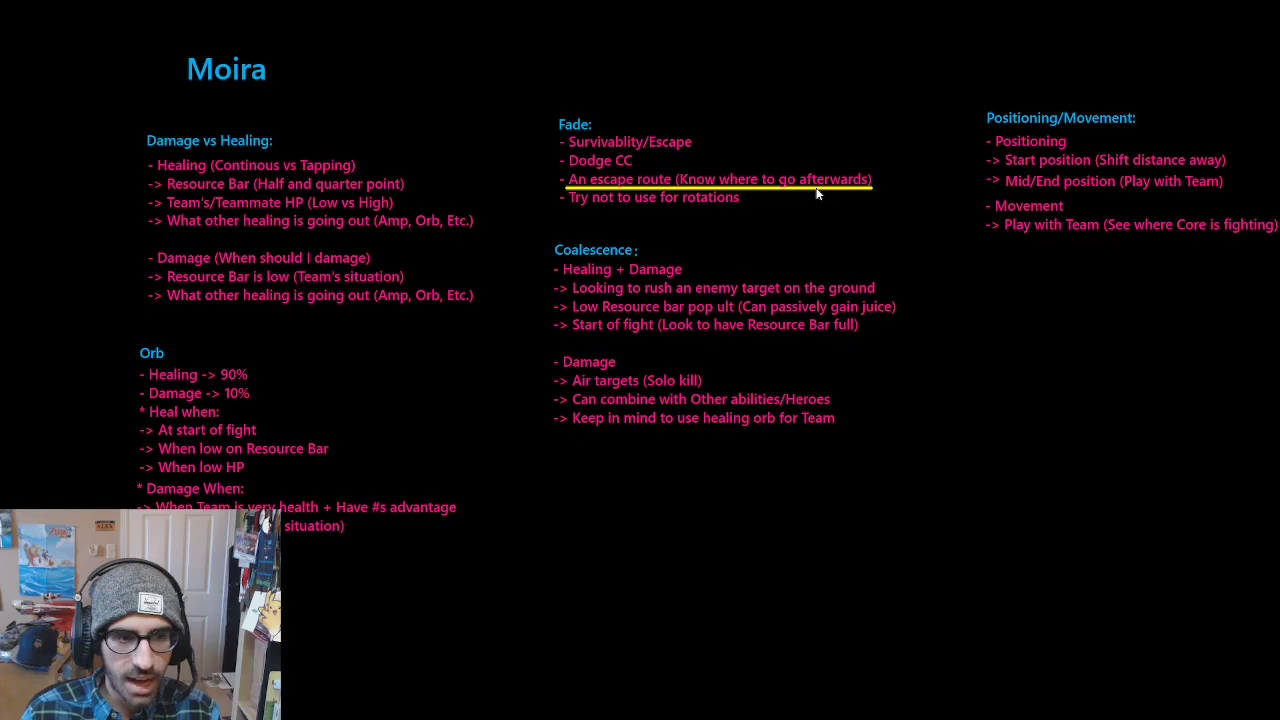 Moira
Damage vs Healing:
- Healing (Continous vs Tapping)
-> Resource Bar (Half and quarter point)
-> Team's/Teammate HP (Low vs High)
-> What other healing is going out (Amp, Orb, Etc.)
- Damage (When should I damage)
-> Resource Bar is low (Team's situation)
-> What other healing is going out (Amp, Orb, Etc.)
Orb
- Healing -> 90%
- Damage -> 10%
* Heal when:
-> At start of fight
-> When low on Resource Bar
-> When low HP
* Damage When:
-> When Team is very health + Have #s advantage
situation)
Fade:
- Survivablity/Escape
- Dodge CC
- An escape route (Know where to go afterwards)
- Try not to use for rotations
Coalescence:
- Healing + Damage
-> Looking to rush an enemy target on the ground
-> Low Resource bar pop ult (Can passively gain juice)
-> Start of fight (Look to have Resource Bar full)
- Damage
-> Air targets (Solo kill)
-> Can combine with Other abilities/Heroes
-> Keep in mind to use healing orb for Team
Positioning/Movement:
- Positioning
-> Start position (Shift distance away)
-> Mid/End position (Play with Team)
- Movement
-> Play with Team (See where Core is fighting)